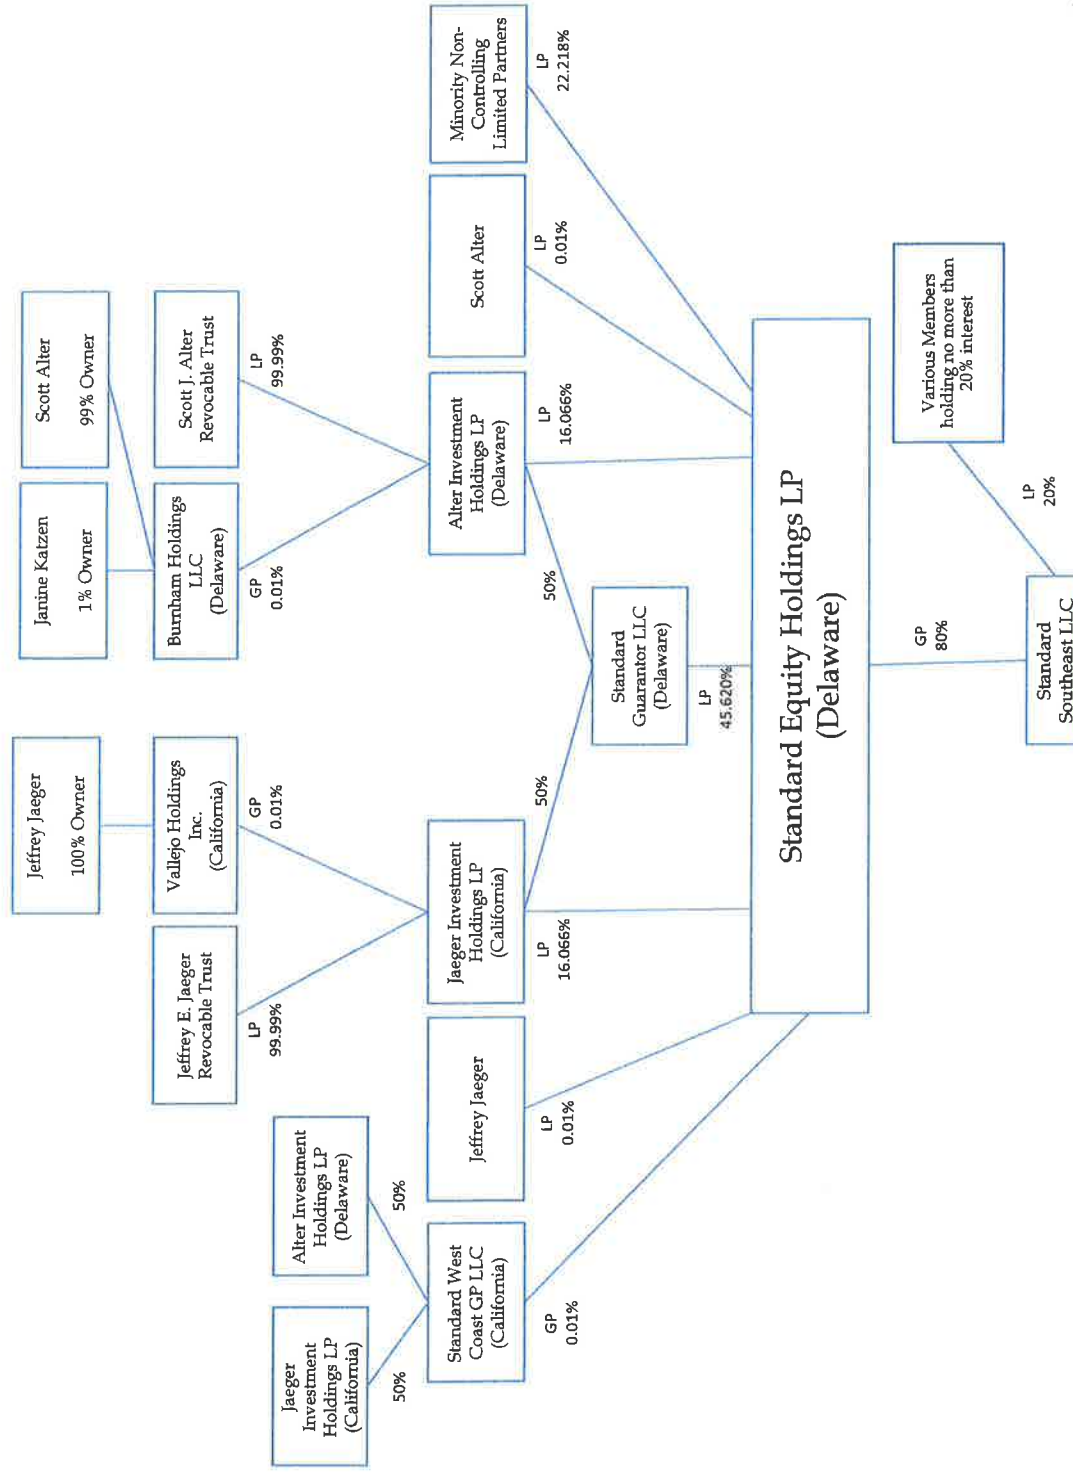 Jeffrey Jaeger
100% Owner
Janine Katzen
1% Owner
Scott Alter
99% Owner
Jeffrey E. Jaeger
Revocable Trust
Vallejo Holdings
Inc.
(California)
Burnham Holdings
LLC
(Delaware)
Scott J. Alter
Revocable Trust
LP
99.99%
GP
0.01%
GP
0.01%
LP
99.99%
Jaeger
Investment
Holdings LP
(California)
Alter Investment
Holdings LP
(Delaware)
50%
50%
Standard West
Coast GP LLC
(California)
Jeffrey Jaeger
Jaeger Investment
Holdings LP
(California)
Alter Investment
Holdings LP
(Delaware)
Scott Alter
Minority Non-
Controlling
Limited Partners
GP
0.01%
LP
0.01%
LP
16.066%
50%
50%
LP
16.066%
LP
0.01%
LP
22.218%
Standard
Guarantor LLC
(Delaware)
LP
45.620%
Standard Equity Holdings LP
(Delaware)
GP
80%
Various Members
holding no more than
20% interest
LP
20%
Standard
Southeast LLC